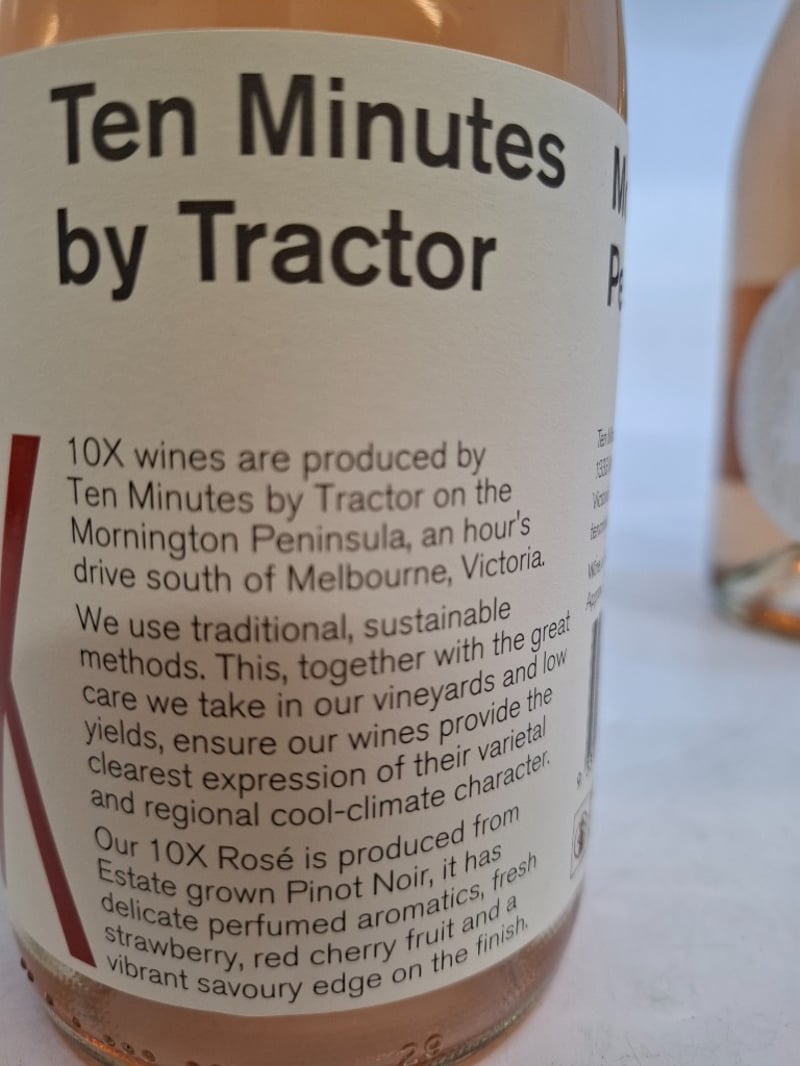 Ten Minutes
by Tractor
10X wines are produced by
Ten Minutes by Tractor on the
Mornington Peninsula, an hour's
drive south of Melbourne, Victoria.
We use traditional, sustainable
methods. This, together with the great
care we take in our vineyards and low
yields, ensure our wines provide the
clearest expression of their varietal
and regional cool-climate character.
Our 10X Rosé is produced from
Estate grown Pinot Noir, it has
delicate perfumed aromatics, fresh
strawberry, red cherry fruit and a
vibrant savoury edge on the finish.